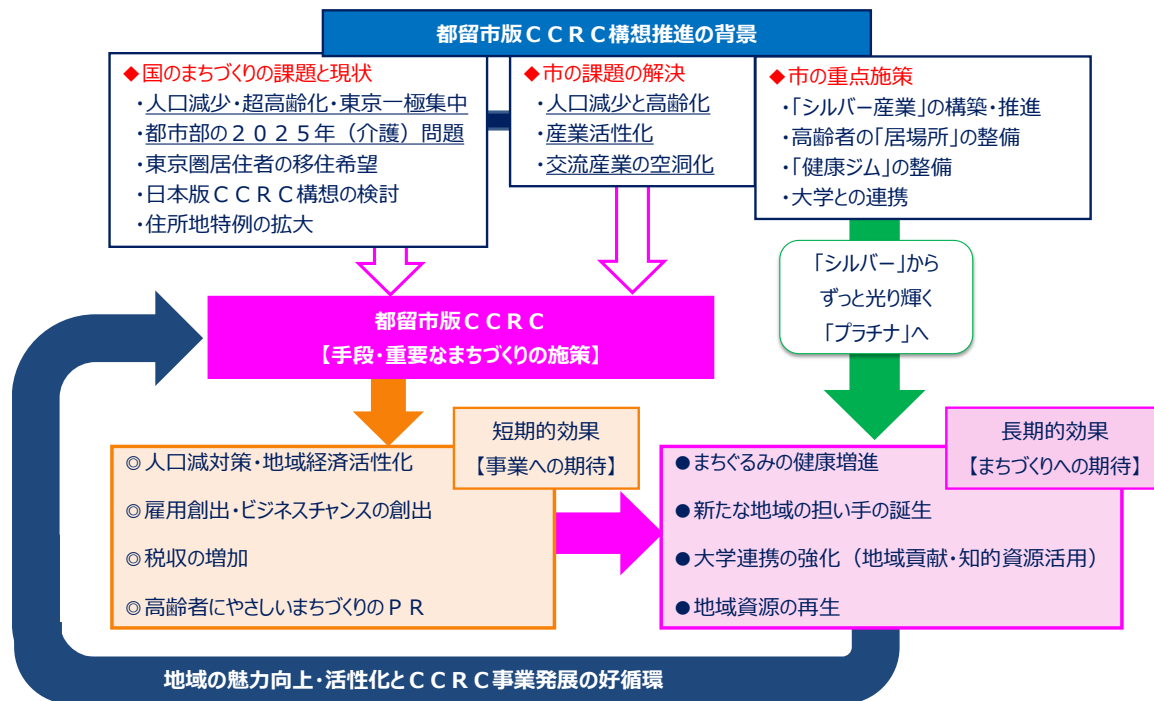 都留市版ＣＣＲＣ構想推進の背景
◆国のまちづくりの課題と現状
・人口減少・超高齢化・東京一極集中
・都市部の２０２５年（介護）問題
・東京圏居住者の移住希望
・日本版ＣＣＲＣ構想の検討
・住所地特例の拡大
◆市の課題の解決
・人口減少と高齢化
・産業活性化
・交流産業の空洞化
◆市の重点施策
・「シルバー産業」の構築・推進
・高齢者の「居場所」の整備
・「健康ジム」の整備
・大学との連携
「シルバー」から
ずっと光り輝く
「プラチナ」へ
都留市版ＣＣＲＣ
【手段・重要なまちづくりの施策】
短期的効果
【事業への期待】
◎人口減対策・地域経済活性化
◎雇用創出・ビジネスチャンスの創出
◎税収の増加
◎高齢者にやさしいまちづくりのＰＲ
長期的効果
【まちづくりへの期待】
●まちぐるみの健康増進
●新たな地域の担い手の誕生
●大学連携の強化（地域貢献・知的資源活用）
●地域資源の再生
地域の魅力向上・活性化とＣＣＲＣ事業発展の好循環